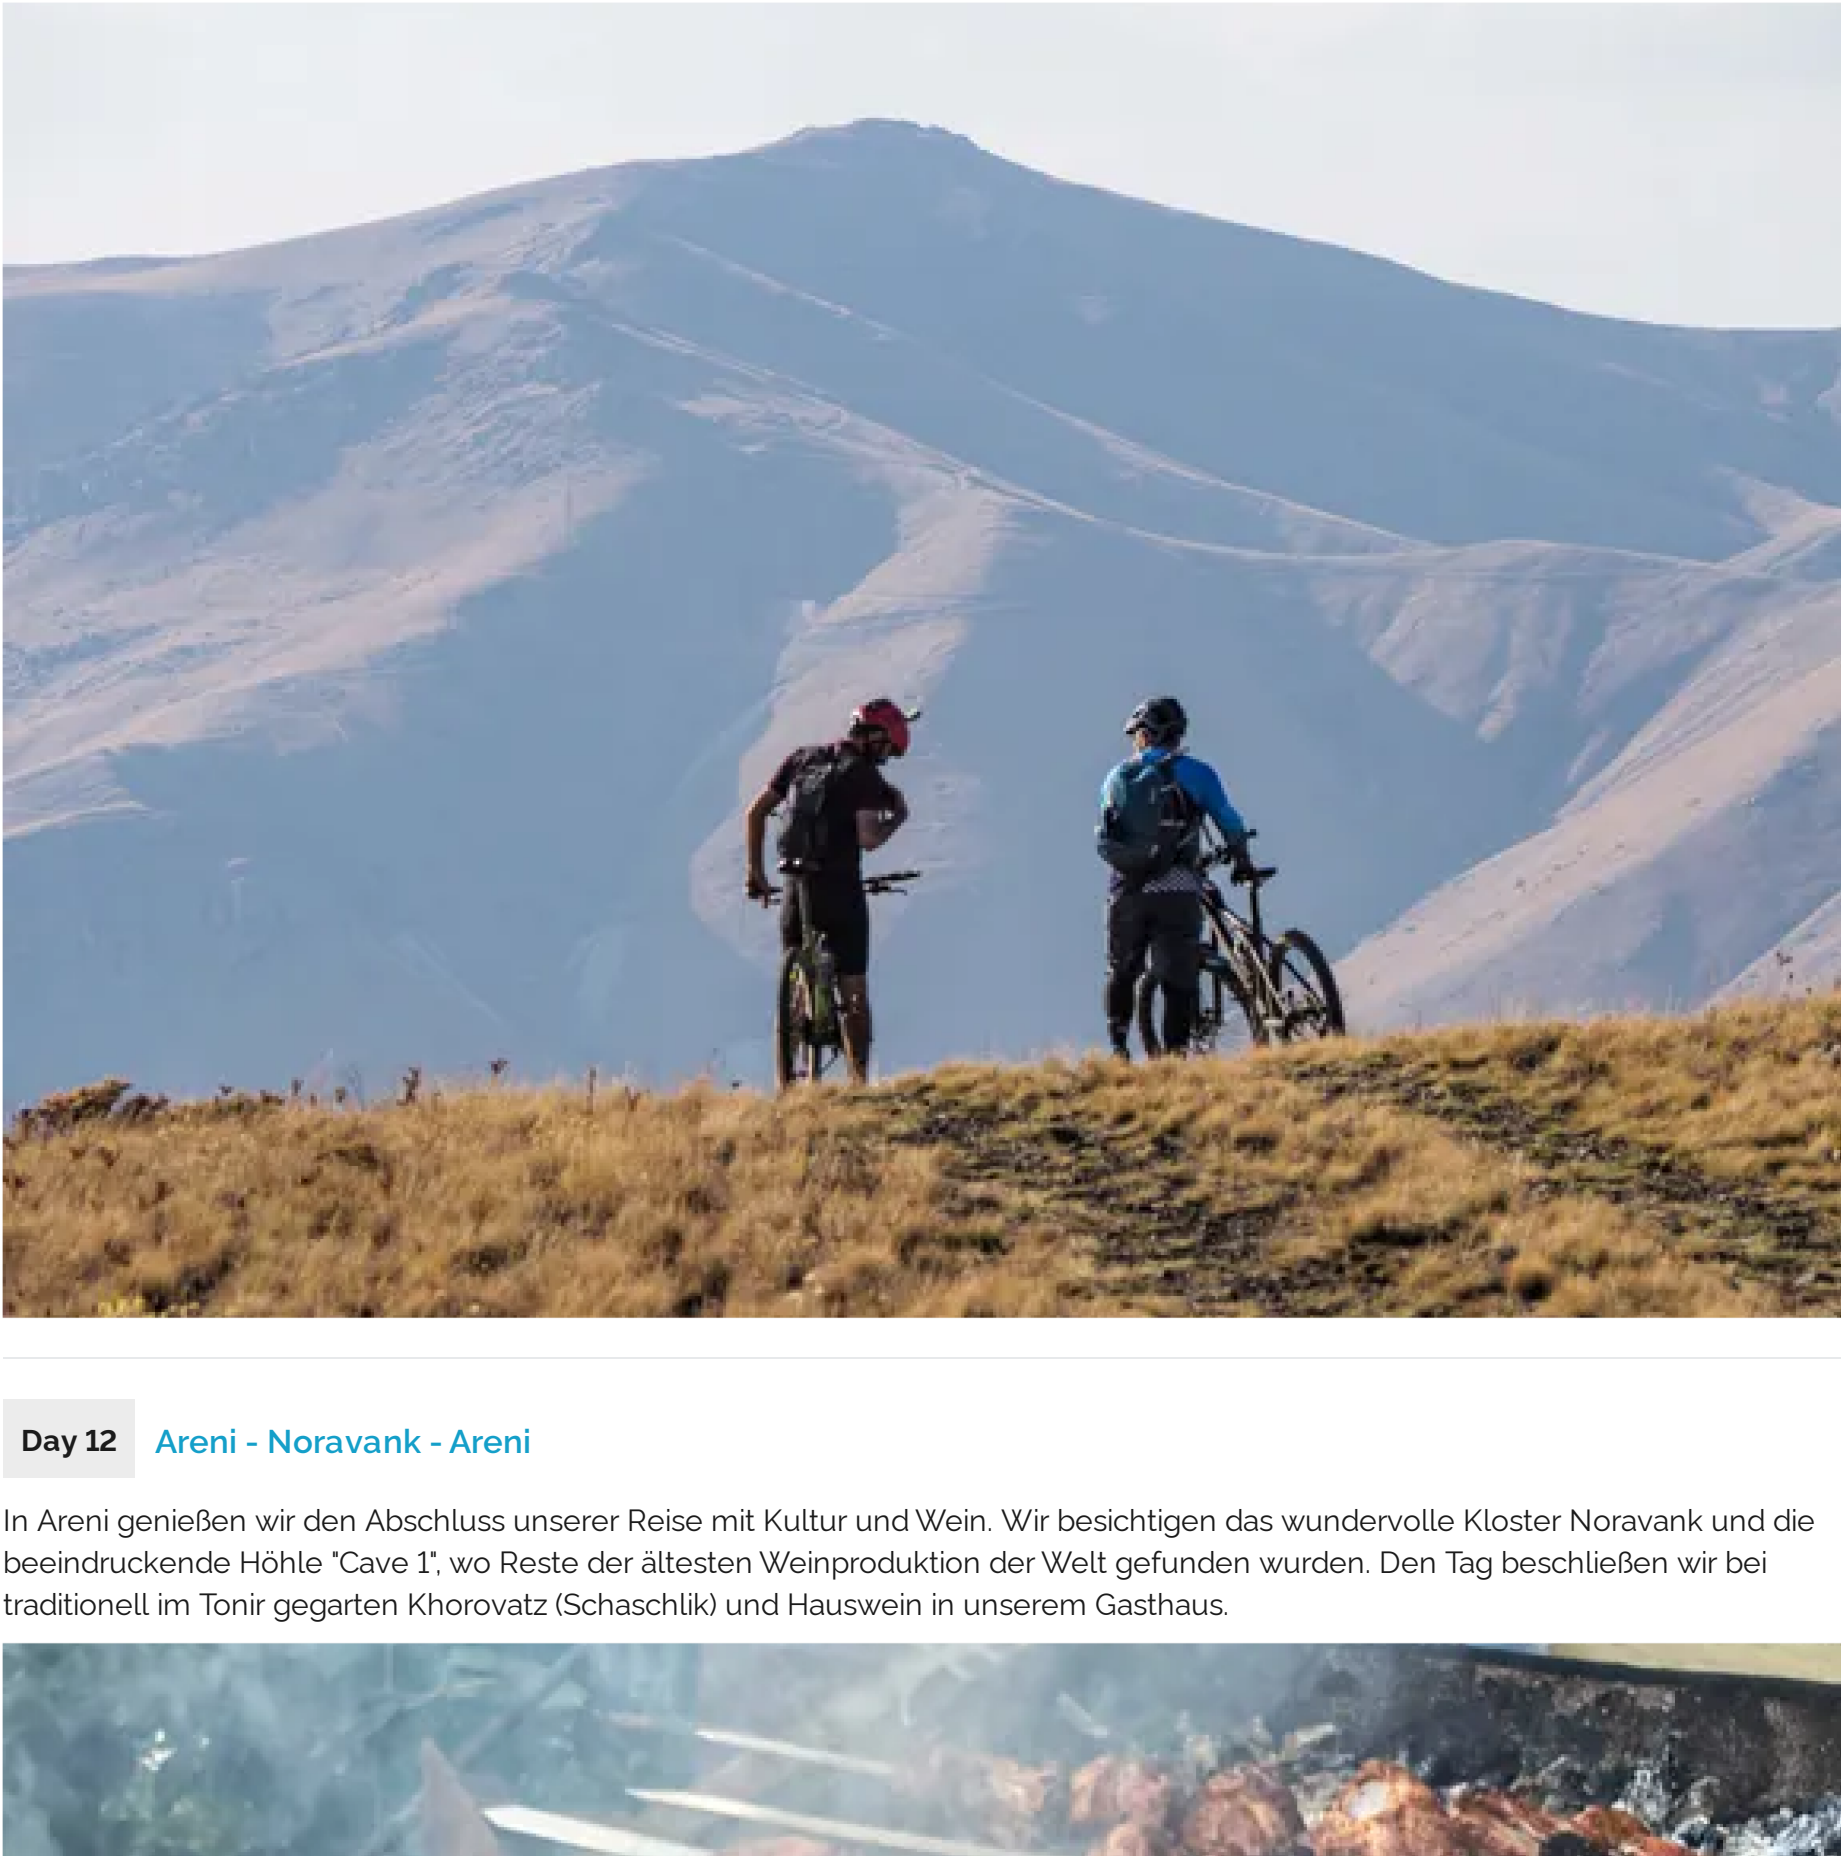 Day 12
Areni - Noravank - Areni
In Areni genießen wir den Abschluss unserer Reise mit Kultur und Wein. Wir besichtigen das wundervolle Kloster Noravank und die
beeindruckende Höhle "Cave 1", wo Reste der ältesten Weinproduktion der Welt gefunden wurden. Den Tag beschließen wir bei
traditionell im Tonir gegarten Khorovatz (Schaschlik) und Hauswein in unserem Gasthaus.